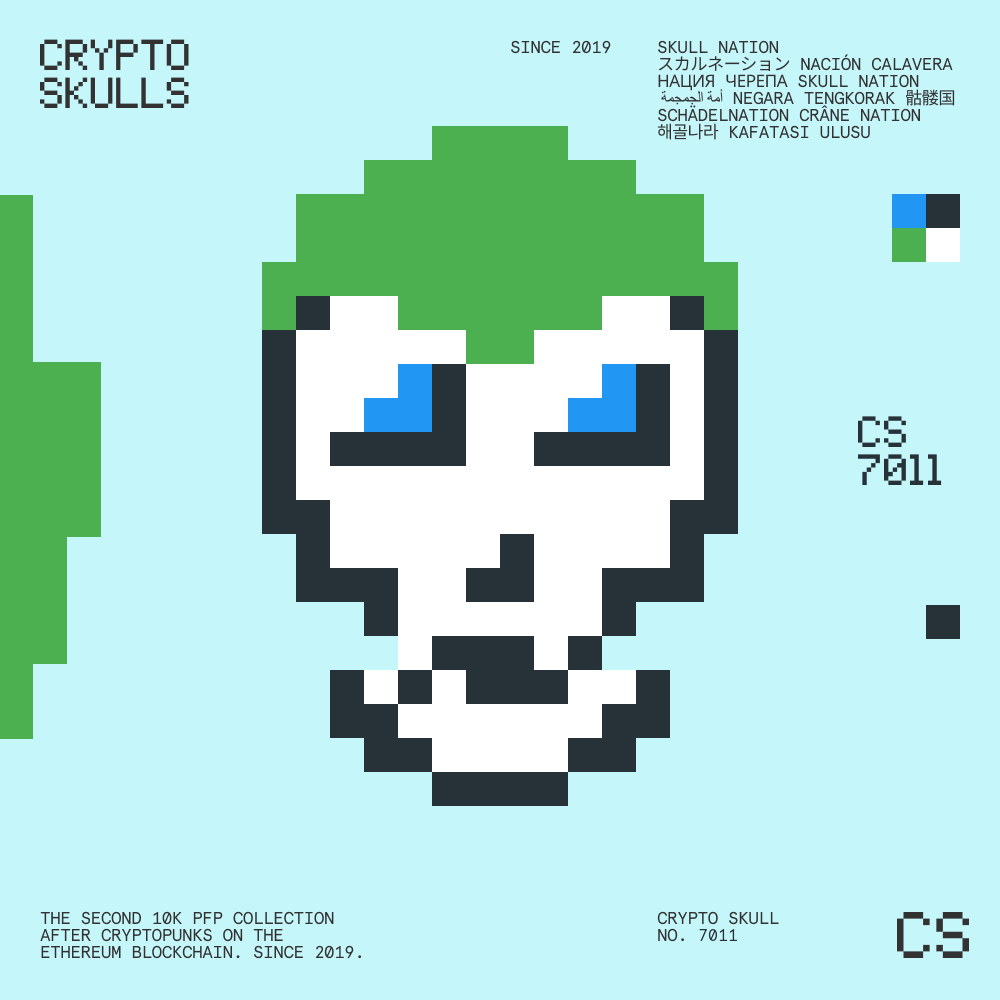 CRYPTO
SKULLS
SINCE 2019
SKULL NATION
スカルネーション NACIÓN CALAVERA
НАЦИЯ ЧЕРЕПА SKULL NATION
أمة الجمجمة NEGARA TENGKORAK 骷髅国
SCHÄDELNATION CRÂNE NATION
해골나라 KAFATASI ULUSU
CS
7011
THE SECOND 10K PFP COLLECTION
AFTER CRYPTOPUNKS ON THE
ETHEREUM BLOCKCHAIN. SINCE 2019.
CRYPTO SKULL
NO. 7011
CS